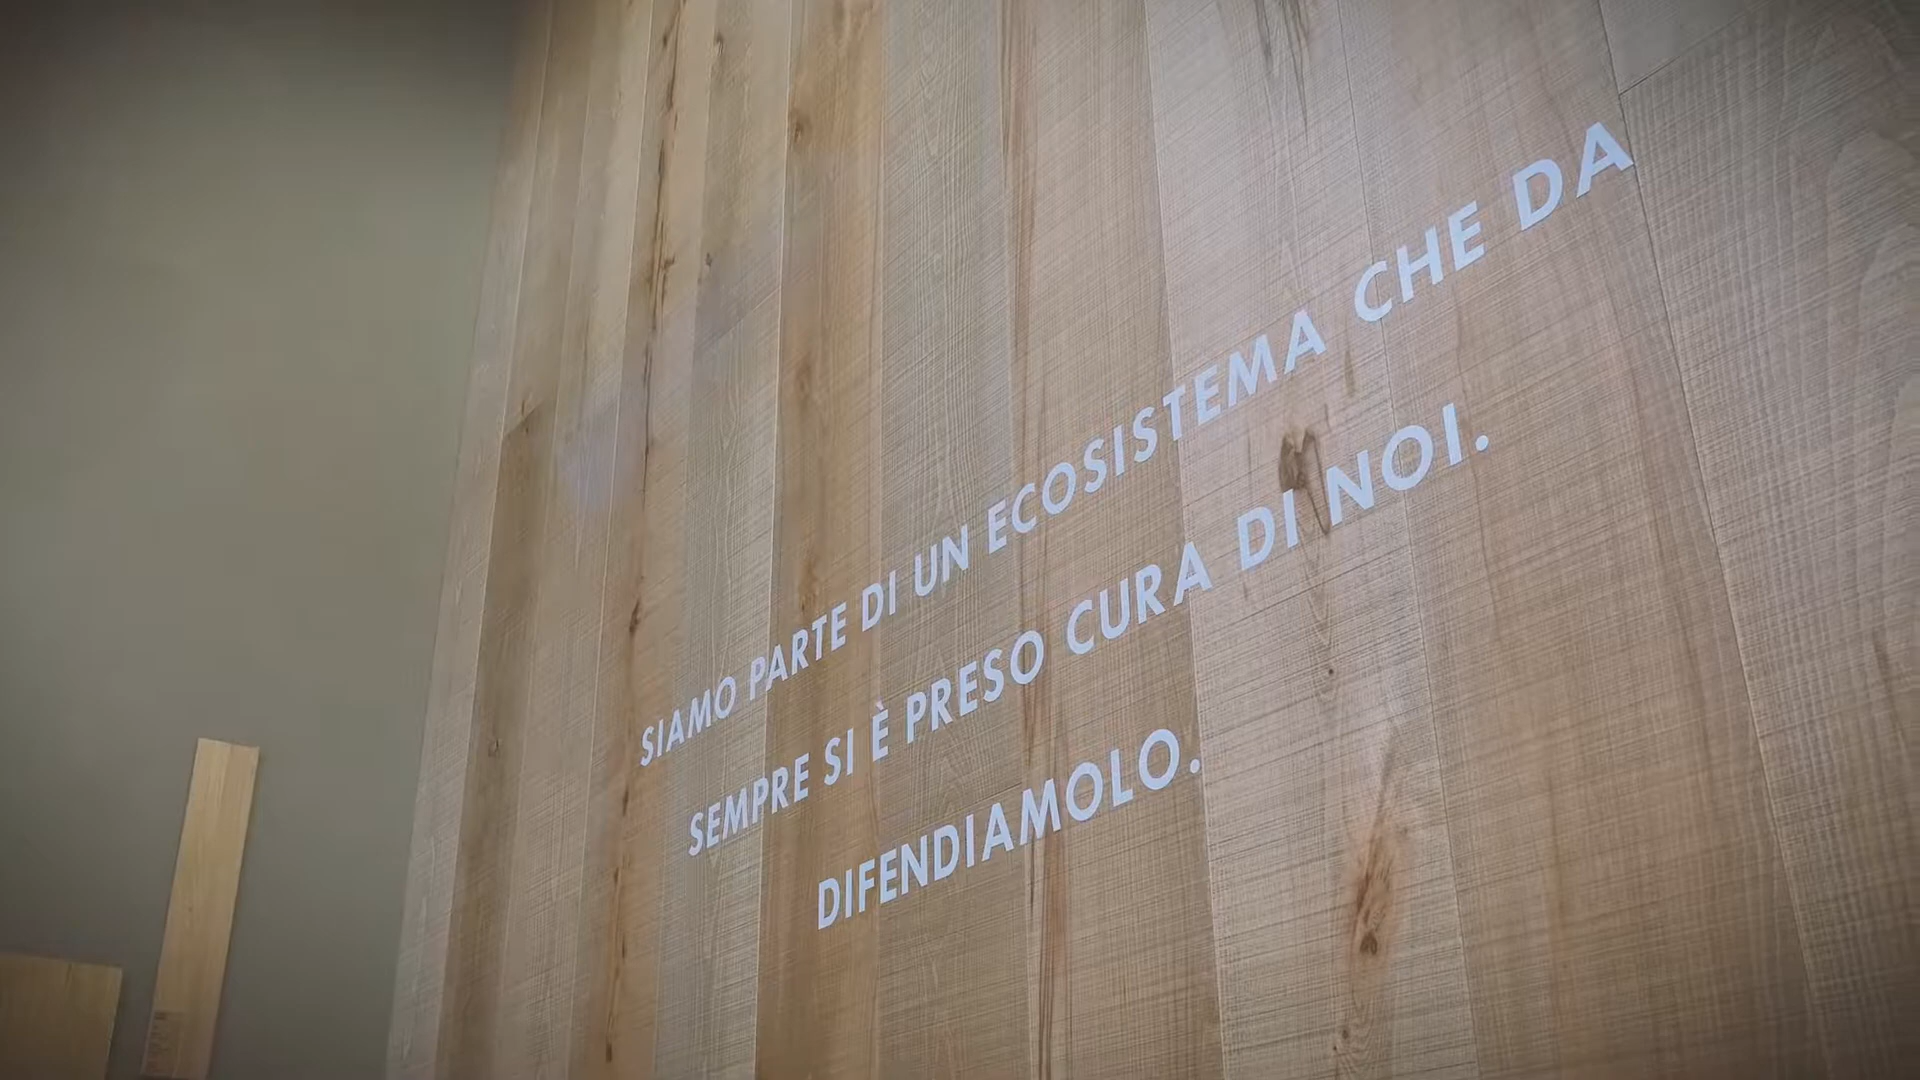 SIAMO PARTE DI UN ECOSISTEMA CHE DA
SEMPRE SI È PRESO CURA DI NOI.
DIFENDIAMOLO.